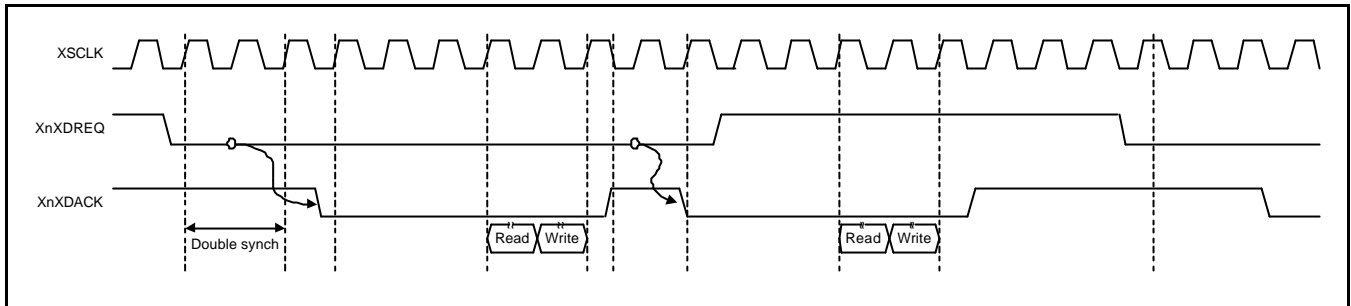 XSCLK
XnXDREQ
XnXDACK
Double synch
Read Write
Read Write